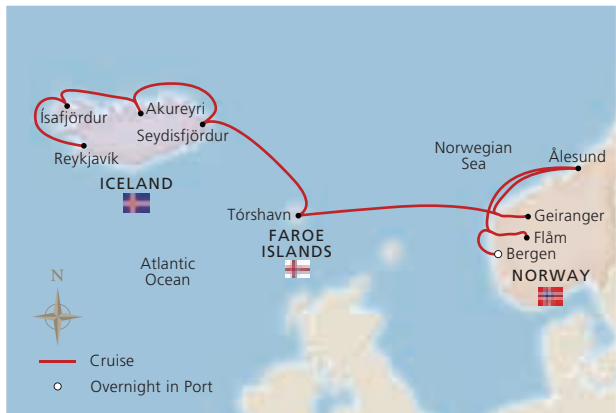 Ísafjördur
Akureyri
Seydisfjördur
Reykjavík
ICELAND
Norwegian
Sea
Ålesund
Tórshavn
Geiranger
FAROE
ISLANDS
Flåm
Bergen
Atlantic
Ocean
NORWAY
N
Cruise
Overnight in Port